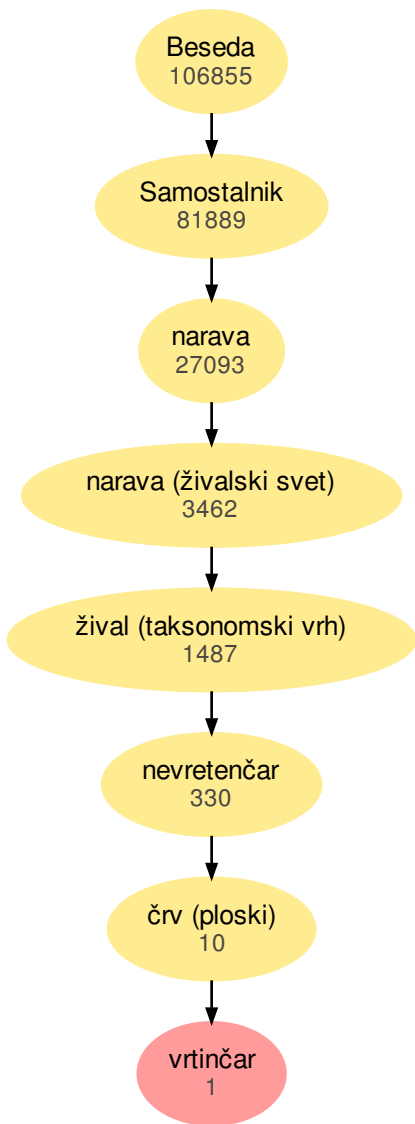 Beseda
106855
Samostalnik
81889
narava
27093
narava (živalski svet)
3462
žival (taksonomski vrh)
1487
nevretenčar
330
črv (ploski)
10
vrtinčar
1